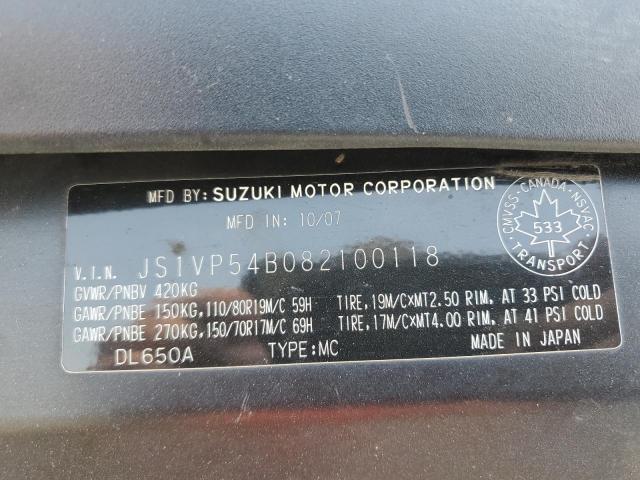 MFD BY: SUZUKI MOTOR CORPORATION
MFD IN: 10/07
V.I.N. JS1VP54B082100118
GVWR/PNBV 420KG
GAWR/PNBE 150KG, 110/80R19M/C 59H TIRE, 19M/C×MT2.50 RIM, AT 33 PSI COLD
GAWR/PNBE 270KG, 150/70R17M/C 69H TIRE, 17M/C×MT4.00 RIM, AT 41 PSI COLD
DL650A TYPE: MC MADE IN JAPAN
CMVSS · CANADA · NSVAC
533
TRANSPORT